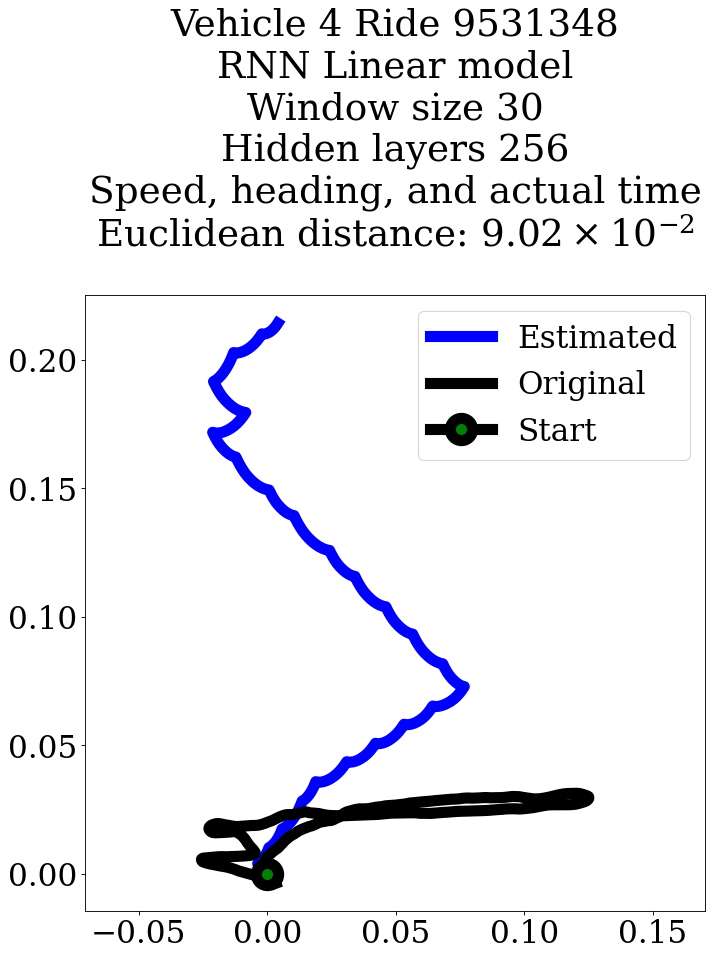 Vehicle 4 Ride 9531348
RNN Linear model
Window size 30
Hidden layers 256
Speed, heading, and actual time
Euclidean distance: 9.02 × 10⁻²
Estimated
Original
Start
0.20
0.15
0.10
0.05
0.00
−0.05 0.00 0.05 0.10 0.15